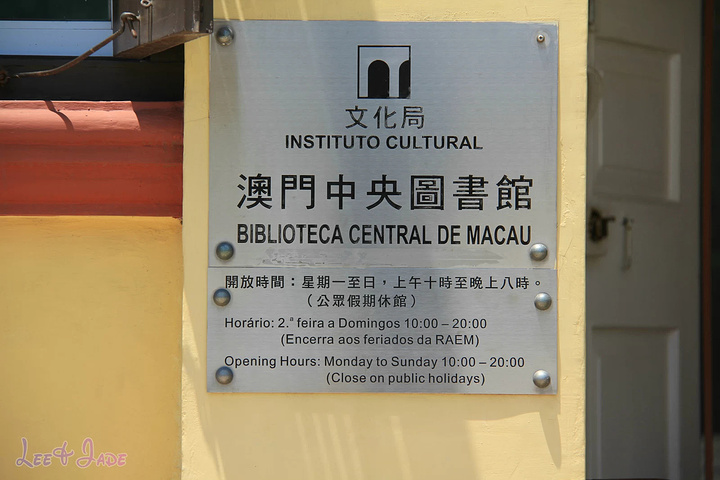 文化局
INSTITUTO CULTURAL
澳門中央圖書館
BIBLIOTECA CENTRAL DE MACAU
開放時間：星期一至日，上午十時至晚上八時。
（公眾假期休館）
Horário: 2.ª feira a Domingos 10:00 – 20:00
(Encerra aos feriados da RAEM)
Opening Hours: Monday to Sunday 10:00 – 20:00
(Close on public holidays)
Lee & Jade